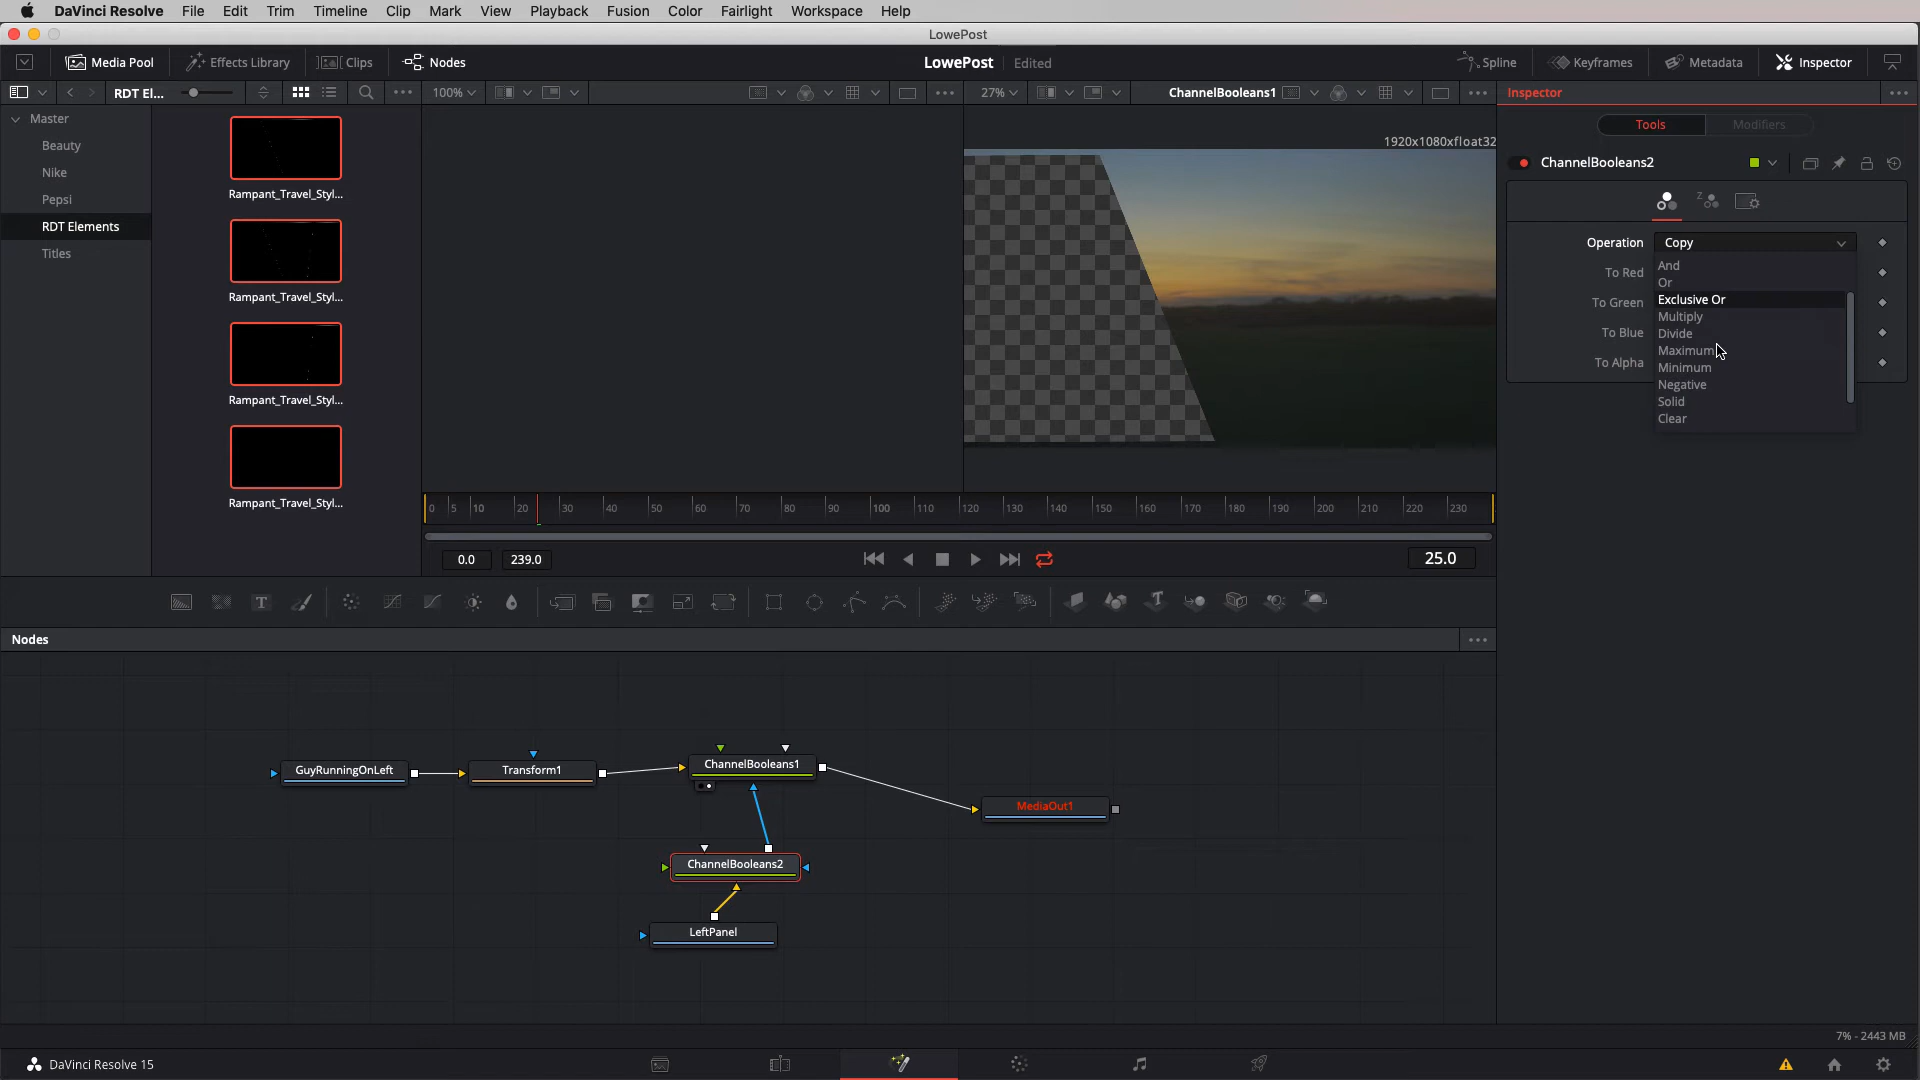 DaVinci Resolve File Edit Trim Timeline Clip Mark View Playback Fusion Color Fairlight Workspace Help
LowePost
Media Pool Effects Library Clips Nodes LowePost Edited Spline Keyframes Metadata Inspector
RDT El... 100% 27% ChannelBooleans1 Inspector
Master
Beauty
Nike
Pepsi
RDT Elements
Titles
Rampant_Travel_Styl...
Rampant_Travel_Styl...
Rampant_Travel_Styl...
Rampant_Travel_Styl...
1920x1080xfloat32
Tools Modifiers
ChannelBooleans2
Operation Copy
To Red
To Green
To Blue
To Alpha
And
Or
Exclusive Or
Multiply
Divide
Maximum
Minimum
Negative
Solid
Clear
0 5 10 20 30 40 50 60 70 80 90 100 110 120 130 140 150 160 170 180 190 200 210 220 230
0.0 239.0 25.0
Nodes
GuyRunningOnLeft Transform1 ChannelBooleans1
MediaOut1
ChannelBooleans2
LeftPanel
7% - 2443 MB
DaVinci Resolve 15